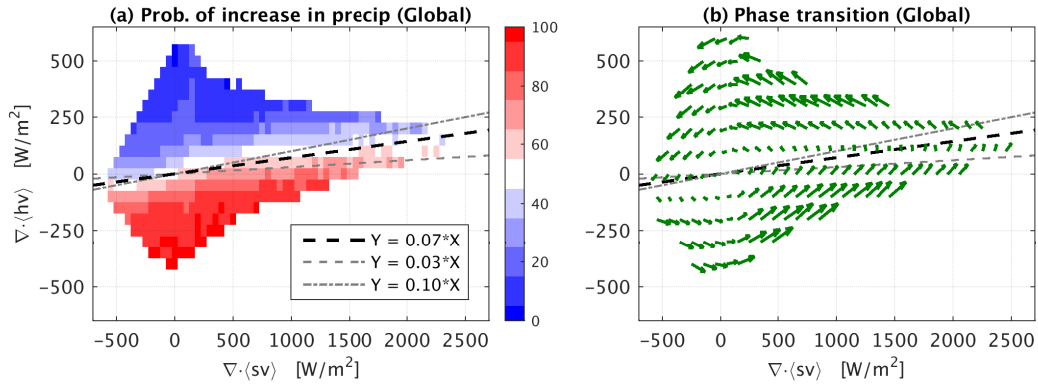 (a) Prob. of increase in precip (Global)
500
250
0
−250
−500
∇·⟨hv⟩ [W/m²]
−500 0 500 1000 1500 2000 2500
∇·⟨sv⟩ [W/m²]
Y = 0.07*X
Y = 0.03*X
Y = 0.10*X
100
80
60
40
20
0
(b) Phase transition (Global)
500
250
0
−250
−500
−500 0 500 1000 1500 2000 2500
∇·⟨sv⟩ [W/m²]